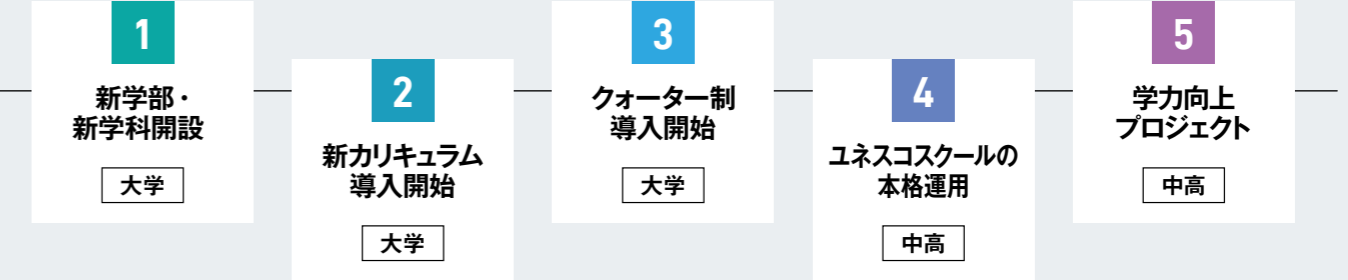 1
新学部・
新学科開設
大学
2
新カリキュラム
導入開始
大学
3
クォーター制
導入開始
大学
4
ユネスコスクールの
本格運用
中高
5
学力向上
プロジェクト
中高